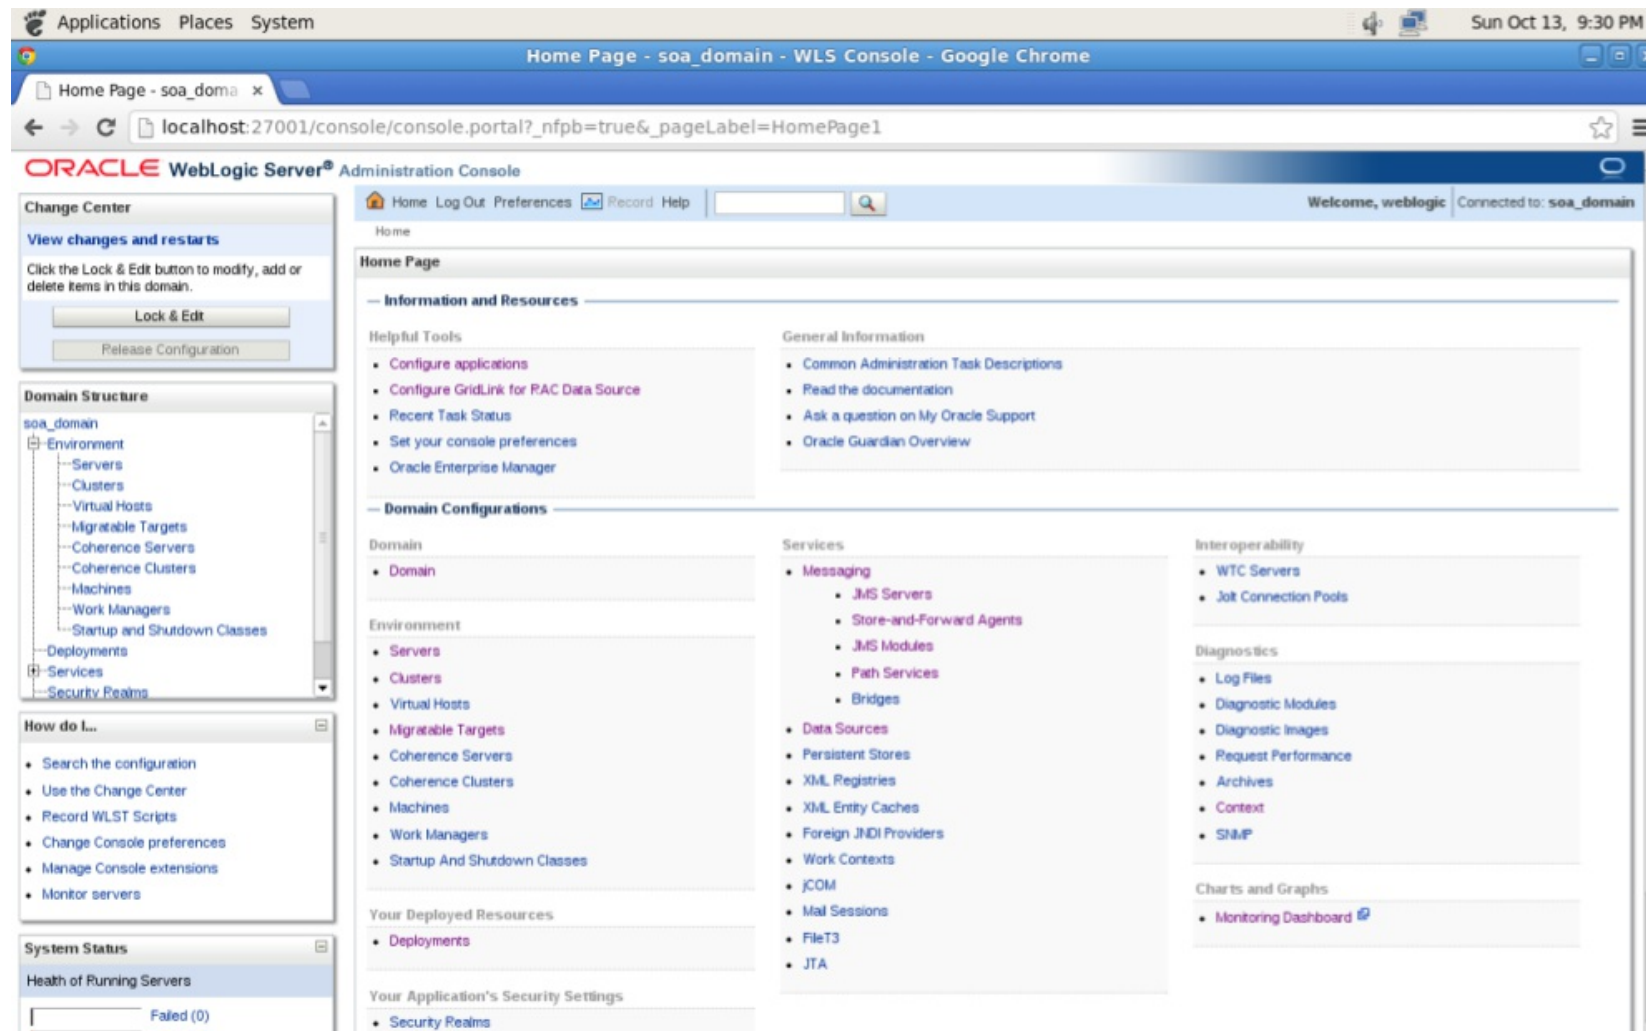 Applications Places System
Sun Oct 13, 9:30 PM
Home Page - soa_domain - WLS Console - Google Chrome
Home Page - soa_doma
localhost:27001/console/console.portal?_nfpb=true&_pageLabel=HomePage1
ORACLE WebLogic Server® Administration Console
Change Center
View changes and restarts
Click the Lock & Edit button to modify, add or
delete items in this domain.
Lock & Edit
Release Configuration
Domain Structure
soa_domain
Environment
Servers
Clusters
Virtual Hosts
Migratable Targets
Coherence Servers
Coherence Clusters
Machines
Work Managers
Startup and Shutdown Classes
Deployments
Services
Security Realms
How do I...
Search the configuration
Use the Change Center
Record WLST Scripts
Change Console preferences
Manage Console extensions
Monitor servers
System Status
Health of Running Servers
Failed (0)
Home Log Out Preferences Record Help
Welcome, weblogic Connected to: soa_domain
Home
Home Page
Information and Resources
Helpful Tools
Configure applications
Configure GridLink for RAC Data Source
Recent Task Status
Set your console preferences
Oracle Enterprise Manager
General Information
Common Administration Task Descriptions
Read the documentation
Ask a question on My Oracle Support
Oracle Guardian Overview
Domain Configurations
Domain
Domain
Environment
Servers
Clusters
Virtual Hosts
Migratable Targets
Coherence Servers
Coherence Clusters
Machines
Work Managers
Startup And Shutdown Classes
Your Deployed Resources
Deployments
Your Application's Security Settings
Security Realms
Services
Messaging
JMS Servers
Store-and-Forward Agents
JMS Modules
Path Services
Bridges
Data Sources
Persistent Stores
XML Registries
XML Entity Caches
Foreign JNDI Providers
Work Contexts
jCOM
Mail Sessions
FileT3
JTA
Interoperability
WTC Servers
Jolt Connection Pools
Diagnostics
Log Files
Diagnostic Modules
Diagnostic Images
Request Performance
Archives
Context
SNMP
Charts and Graphs
Monitoring Dashboard